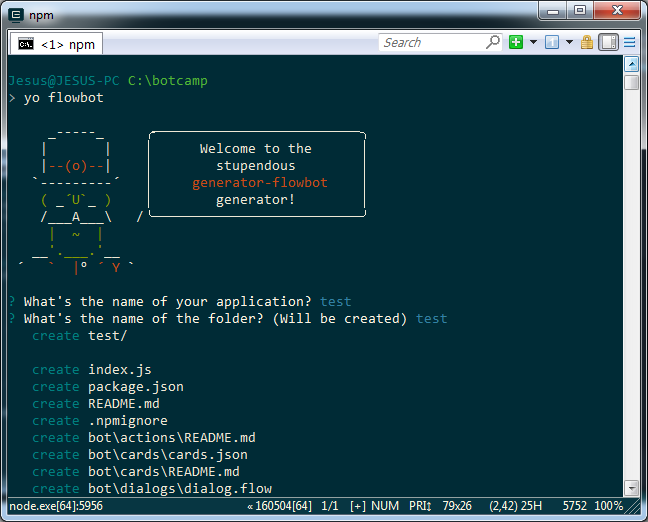 npm
<1> npm
Search
Jesus@JESUS-PC C:\botcamp
> yo flowbot
     _-----_
    |       |
    |--(o)--|
   `---------´
    ( _´U`_ )
    /___A___\   /
     |  ~  |
   __'.___.'__
 ´   `  |° ´ Y `
Welcome to the
stupendous
generator-flowbot
generator!
? What's the name of your application? test
? What's the name of the folder? (Will be created) test
   create test/
   create index.js
   create package.json
   create README.md
   create .npmignore
   create bot\actions\README.md
   create bot\cards\cards.json
   create bot\cards\README.md
   create bot\dialogs\dialog.flow
node.exe[64]:5956 «160504[64] 1/1 [+] NUM PRI↕ 79x26 (2,42) 25H 5752 100%